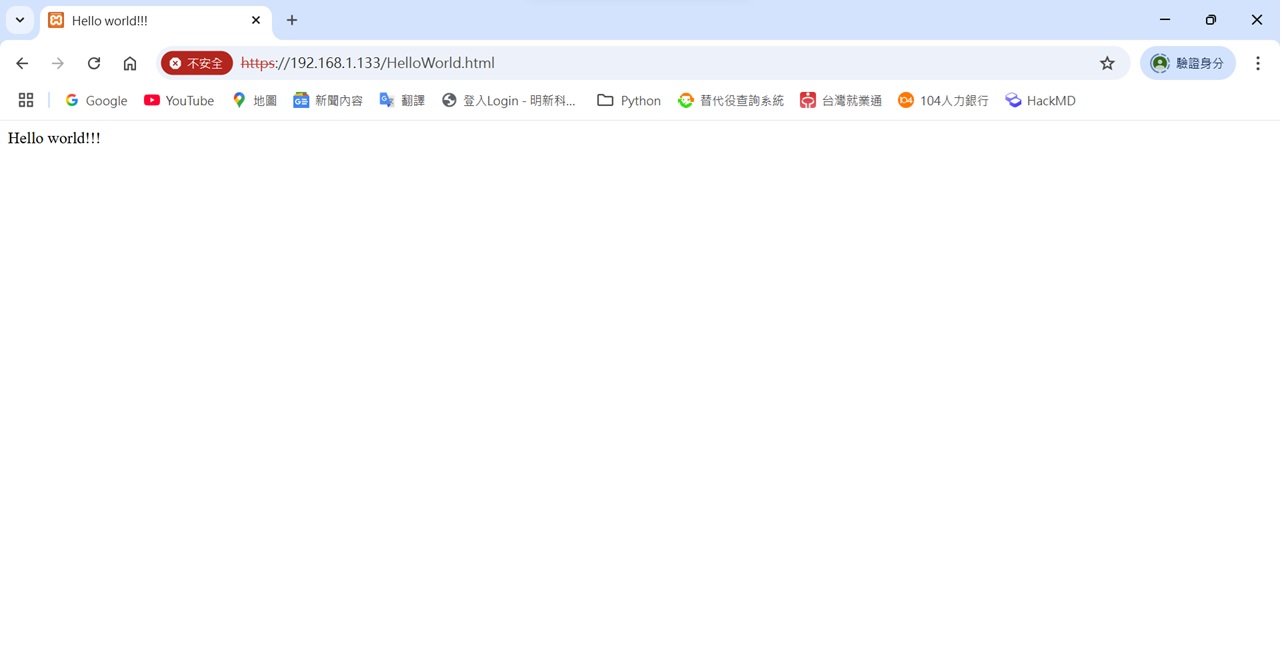 Hello world!!!
不安全 https://192.168.1.133/HelloWorld.html 驗證身分
Google YouTube 地圖 新聞內容 翻譯 登入Login - 明新科... Python 替代役查詢系統 台灣就業通 104人力銀行 HackMD
Hello world!!!